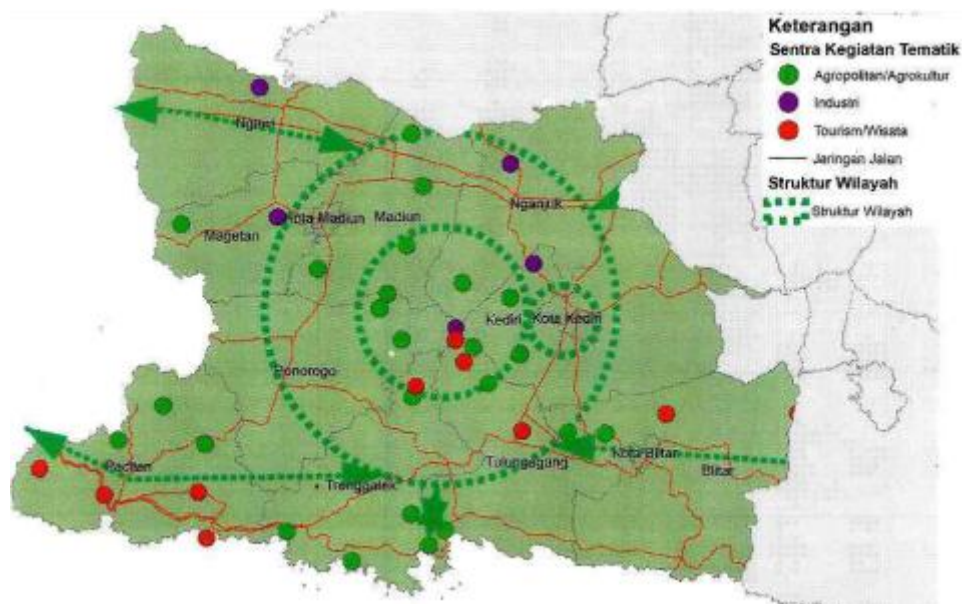 Keterangan
Sentra Kegiatan Tematik
Agropolitan/Agrokultur
Industri
Tourism/Wisata
Jaringan Jalan
Struktur Wilayah
Struktur Wilayah
Ngawi
Nganjuk
Kota Madiun
Madiun
Magetan
Kediri
Kota Kediri
Ponorogo
Pacitan
Trenggalek
Tulungagung
Kota Blitar
Blitar